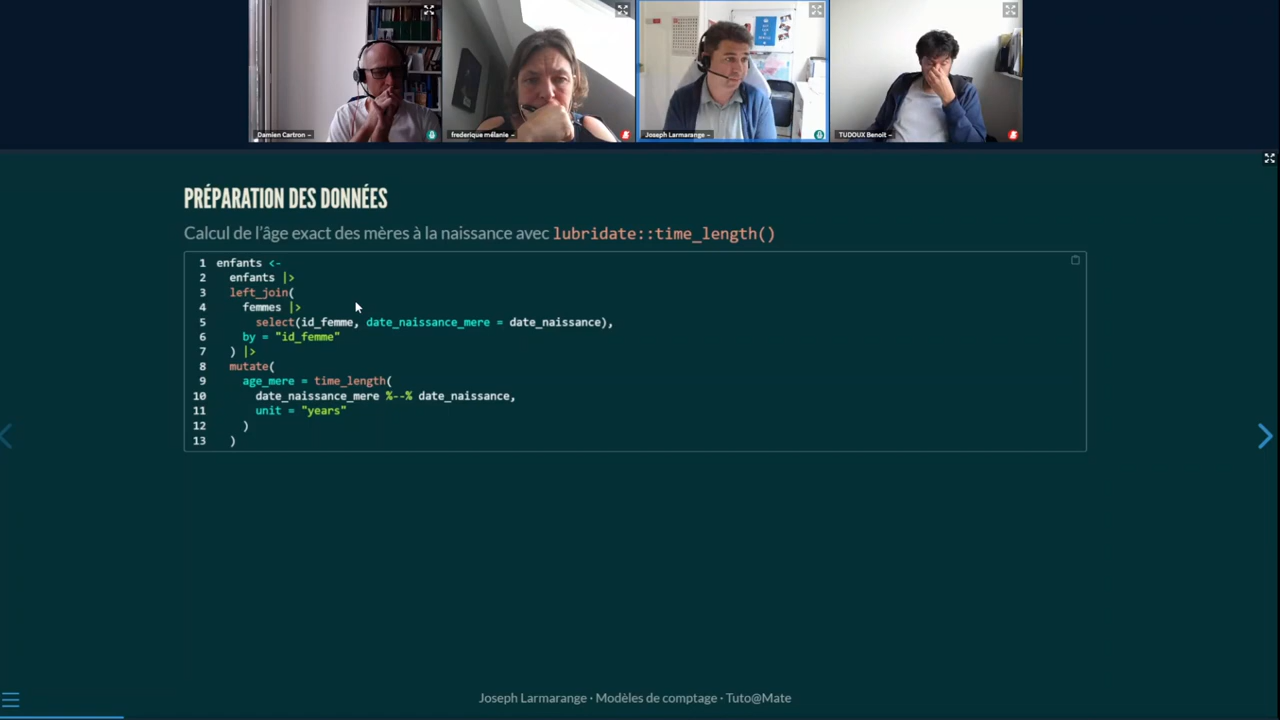 Damien Cartron
frederique mélanie
Joseph Larmarange
TUDOUX Benoit
PRÉPARATION DES DONNÉES
Calcul de l'âge exact des mères à la naissance avec lubridate::time_length()
1 enfants <-
2 enfants |>
3 left_join(
4 femmes |>
5 select(id_femme, date_naissance_mere = date_naissance),
6 by = "id_femme"
7 ) |>
8 mutate(
9 age_mere = time_length(
10 date_naissance_mere %--% date_naissance,
11 unit = "years"
12 )
13 )
Joseph Larmarange · Modèles de comptage · Tuto@Mate